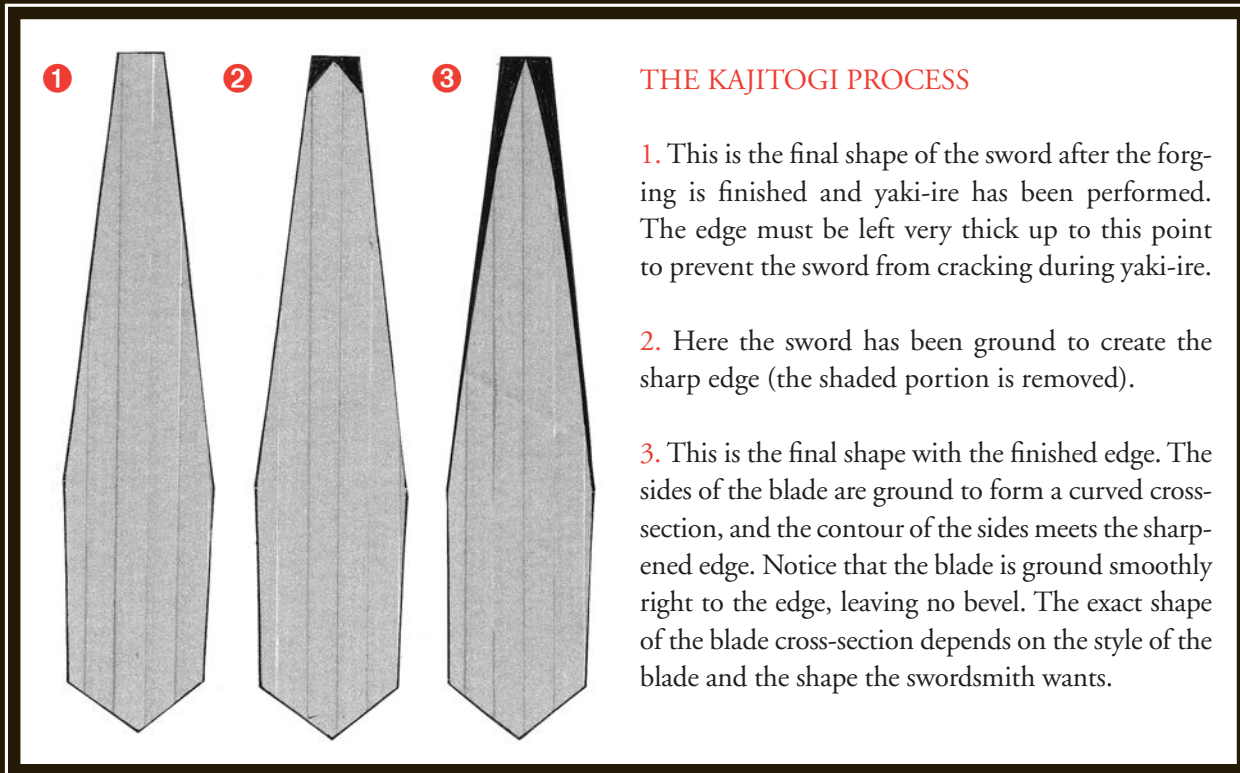 ❶
❷
❸
THE KAJITOGI PROCESS
1. This is the final shape of the sword after the forg-
ing is finished and yaki-ire has been performed.
The edge must be left very thick up to this point
to prevent the sword from cracking during yaki-ire.
2. Here the sword has been ground to create the
sharp edge (the shaded portion is removed).
3. This is the final shape with the finished edge. The
sides of the blade are ground to form a curved cross-
section, and the contour of the sides meets the sharp-
ened edge. Notice that the blade is ground smoothly
right to the edge, leaving no bevel. The exact shape
of the blade cross-section depends on the style of the
blade and the shape the swordsmith wants.